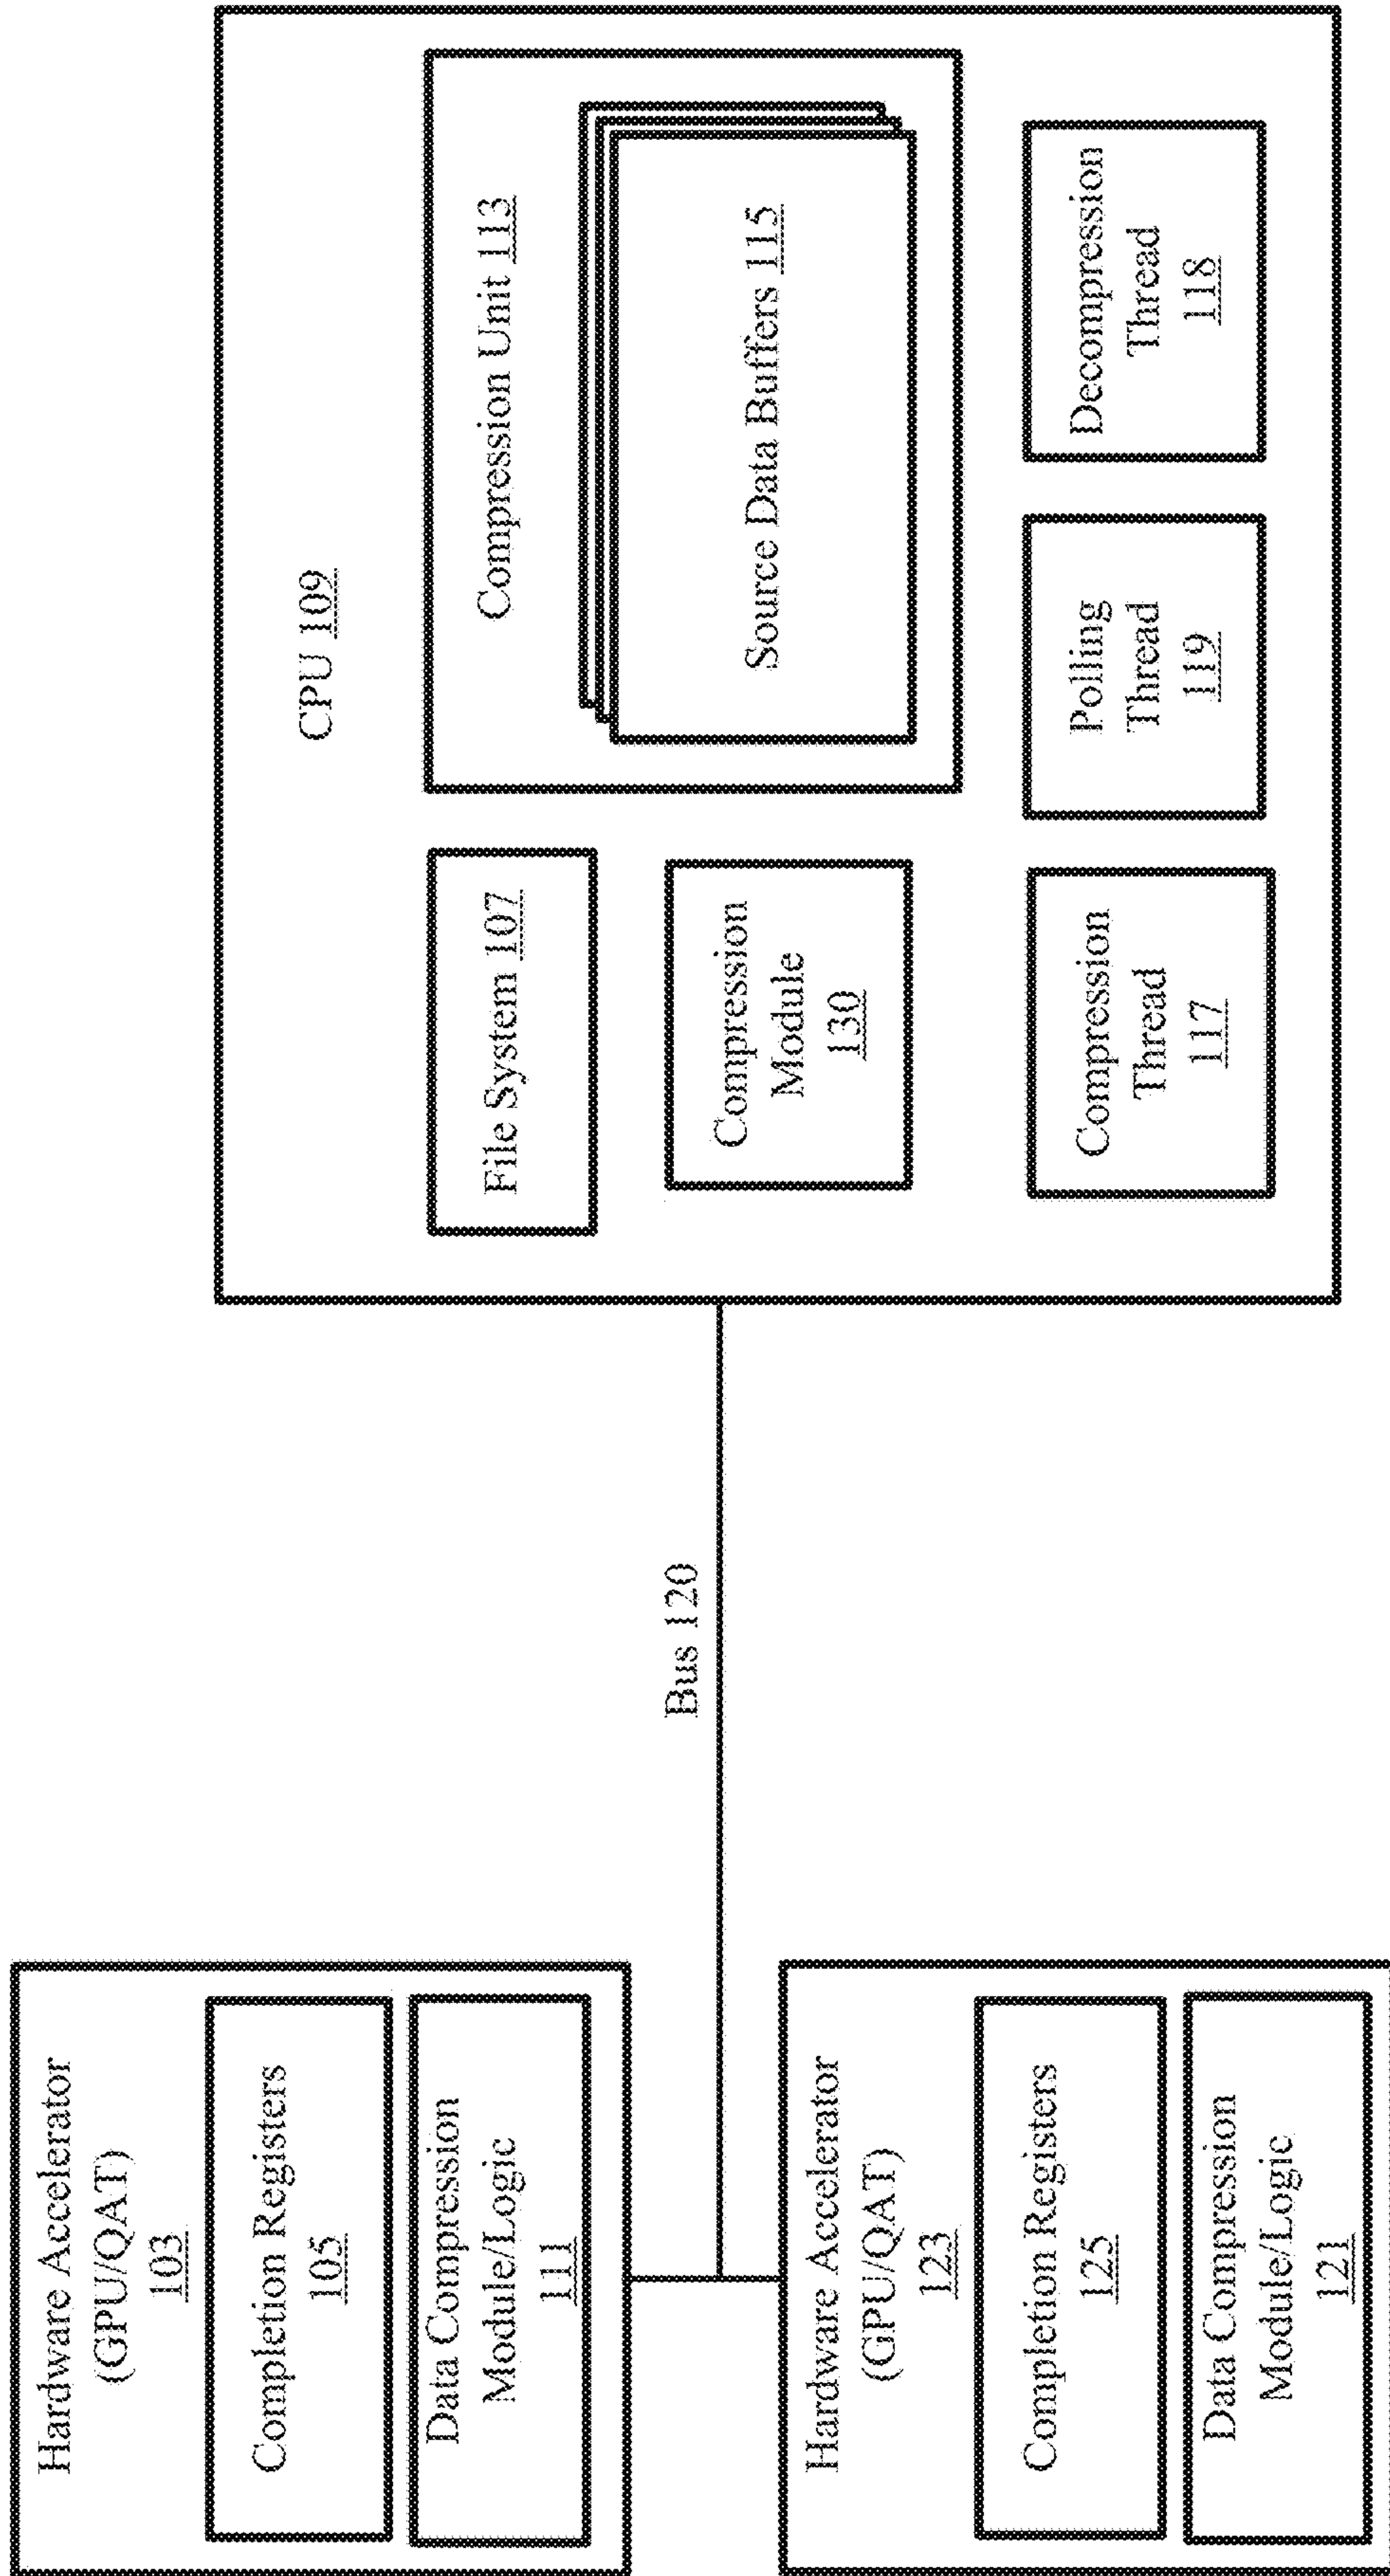 Hardware Accelerator
(GPU/QAT)
103
Completion Registers
105
Data Compression
Module/Logic
111
Hardware Accelerator
(GPU/QAT)
123
Completion Registers
125
Data Compression
Module/Logic
121
Bus 120
CPU 109
File System 107
Compression Unit 113
Source Data Buffers 115
Compression
Module
130
Compression
Thread
117
Polling
Thread
119
Decompression
Thread
118